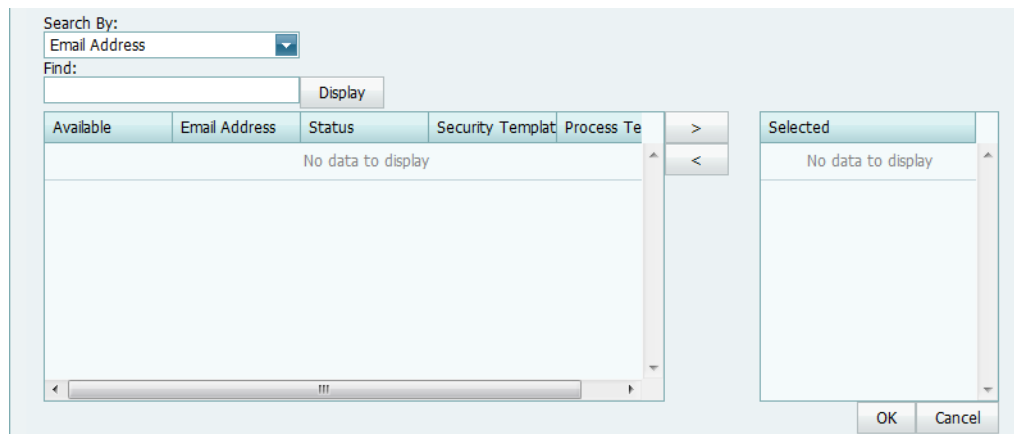 Search By:
Email Address
Find:
Display
Available Email Address Status Security Templat Process Te > Selected
No data to display < No data to display
OK Cancel